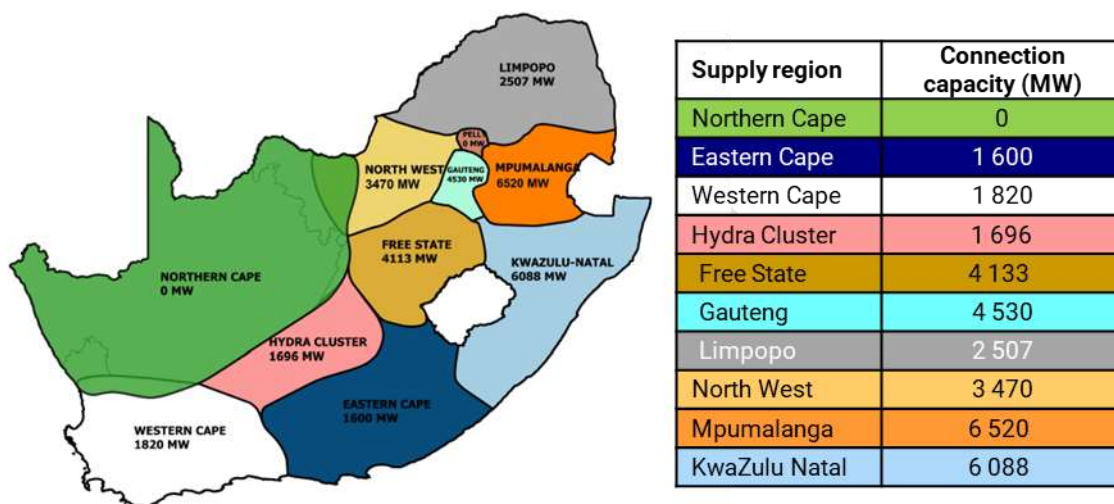 LIMPOPO
2507 MW
PELL
0 MW
NORTH WEST
3470 MW
GAUTENG
4530 MW
MPUMALANGA
6520 MW
FREE STATE
4113 MW
KWAZULU-NATAL
6088 MW
NORTHERN CAPE
0 MW
HYDRA CLUSTER
1696 MW
EASTERN CAPE
1600 MW
WESTERN CAPE
1820 MW
Supply region Connection capacity (MW)
Northern Cape 0
Eastern Cape 1 600
Western Cape 1 820
Hydra Cluster 1 696
Free State 4 133
Gauteng 4 530
Limpopo 2 507
North West 3 470
Mpumalanga 6 520
KwaZulu Natal 6 088